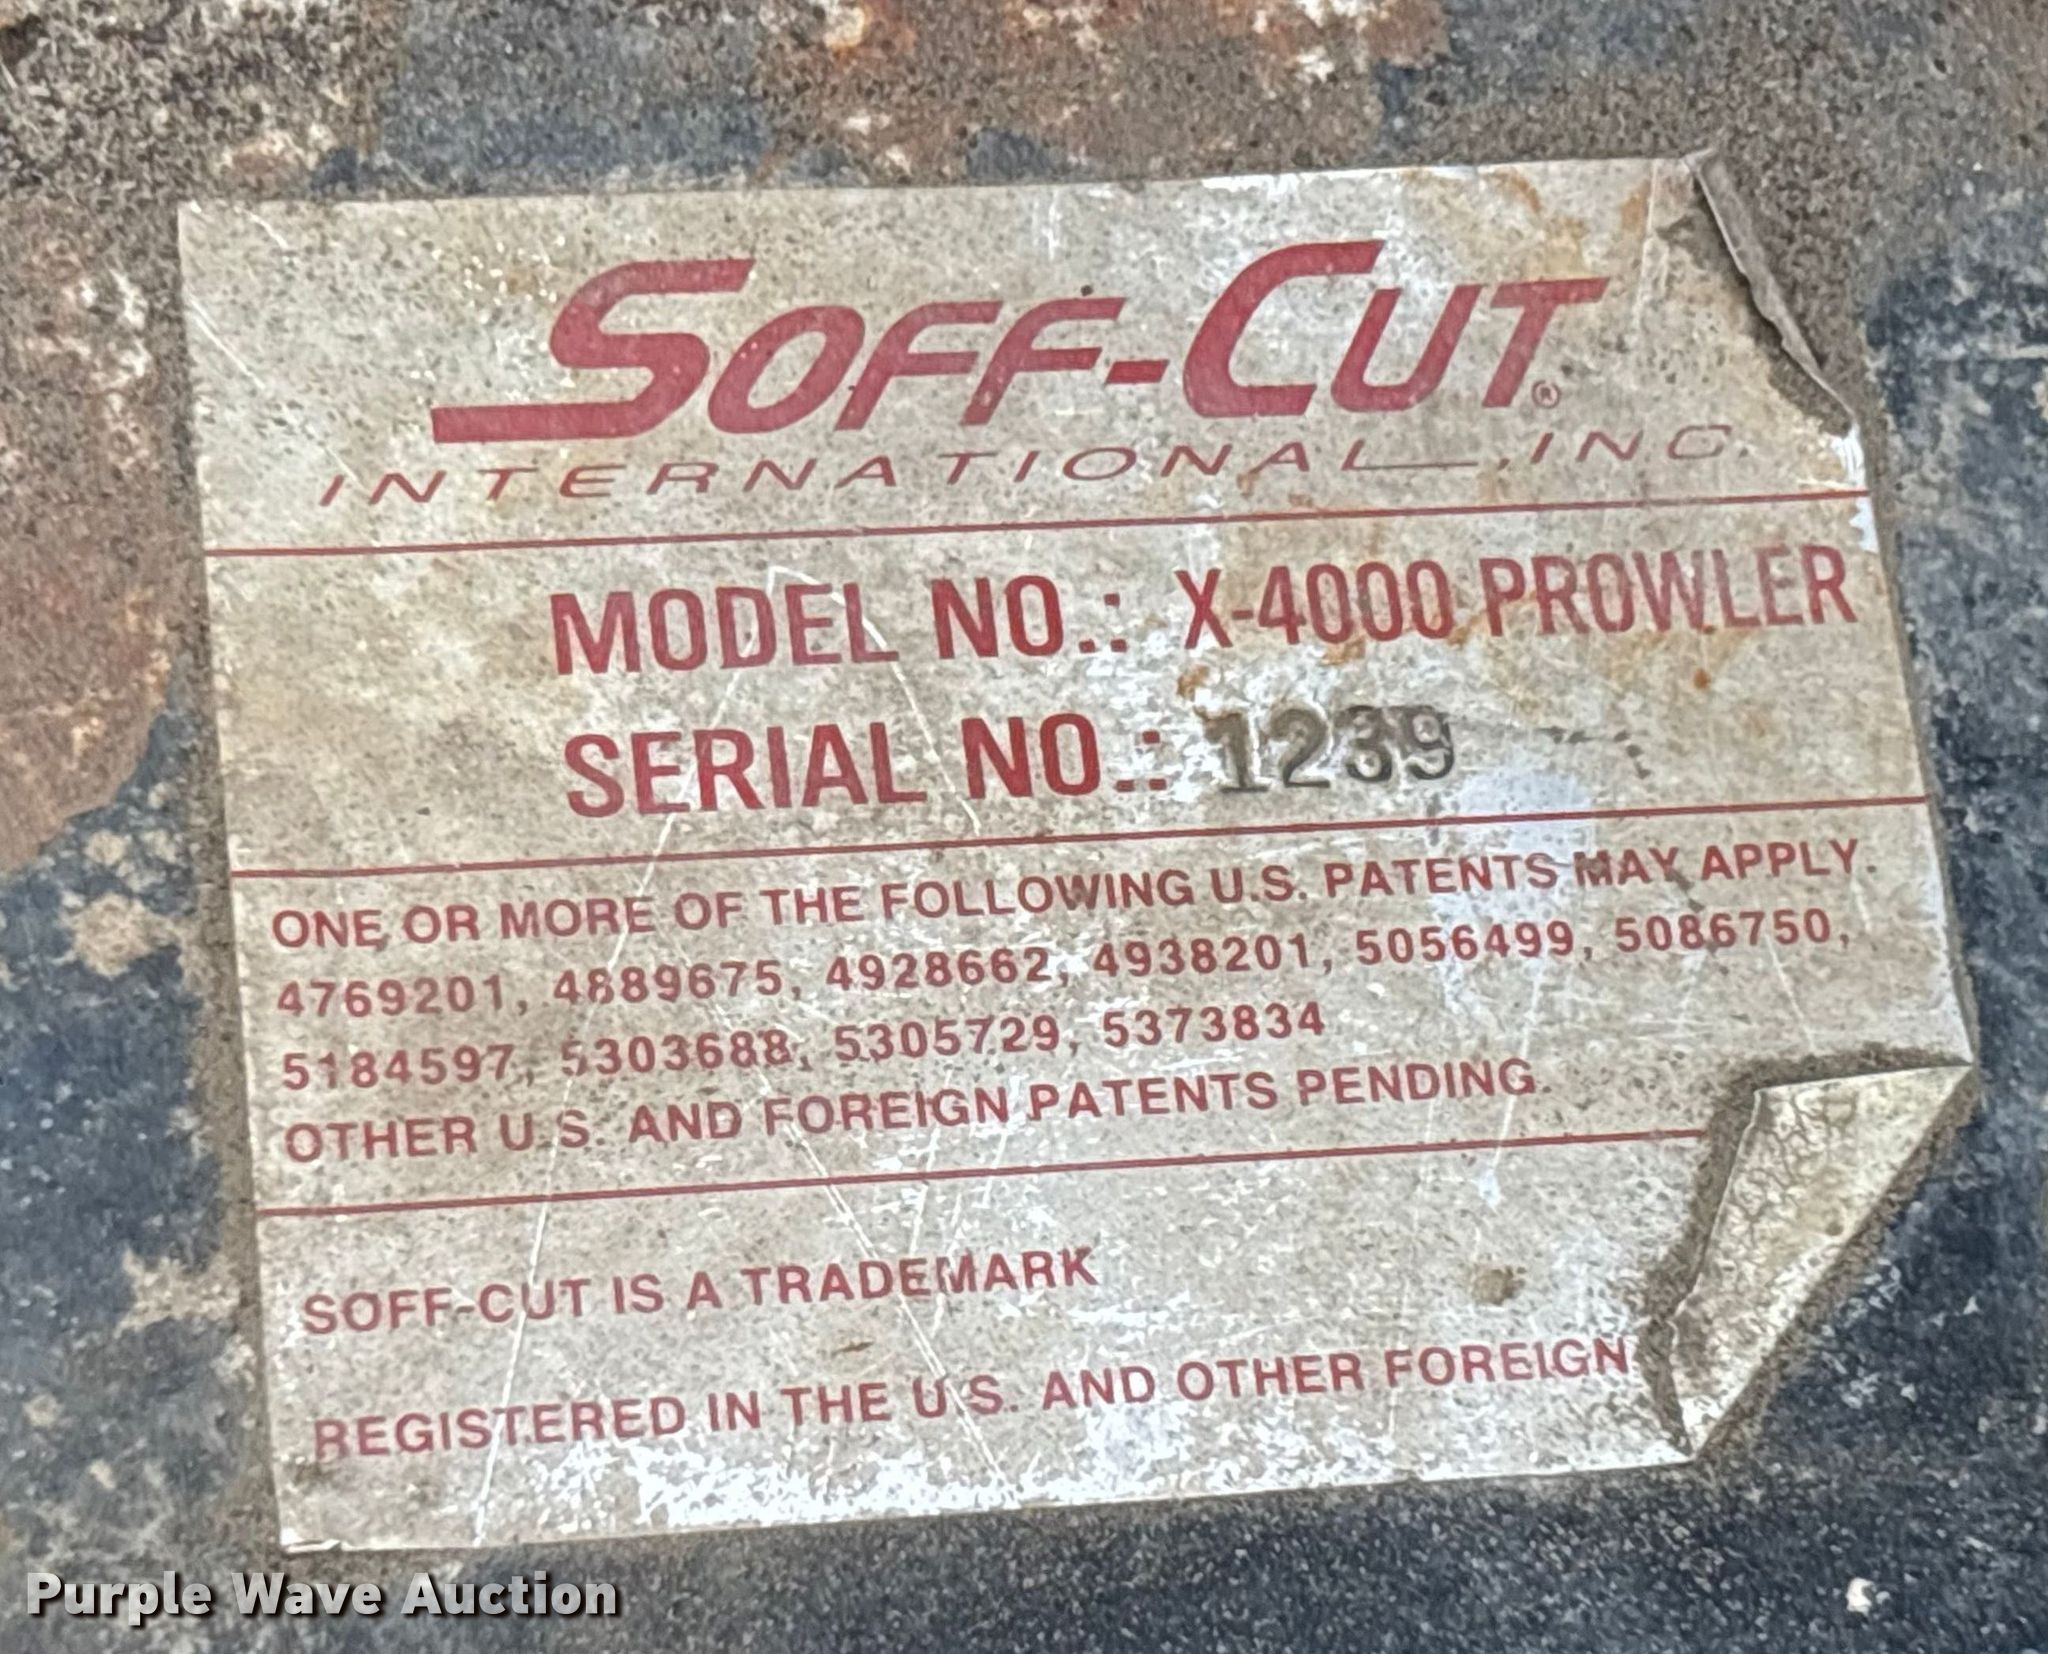 SOFF-CUT®
INTERNATIONAL, INC.
MODEL NO.: X-4000 PROWLER
SERIAL NO.: 1239
ONE OR MORE OF THE FOLLOWING U.S. PATENTS MAY APPLY.
4769201, 4889675, 4928662, 4938201, 5056499, 5086750,
5184597, 5303688, 5305729, 5373834
OTHER U.S. AND FOREIGN PATENTS PENDING.
SOFF-CUT IS A TRADEMARK
REGISTERED IN THE U.S. AND OTHER FOREIGN
Purple Wave Auction